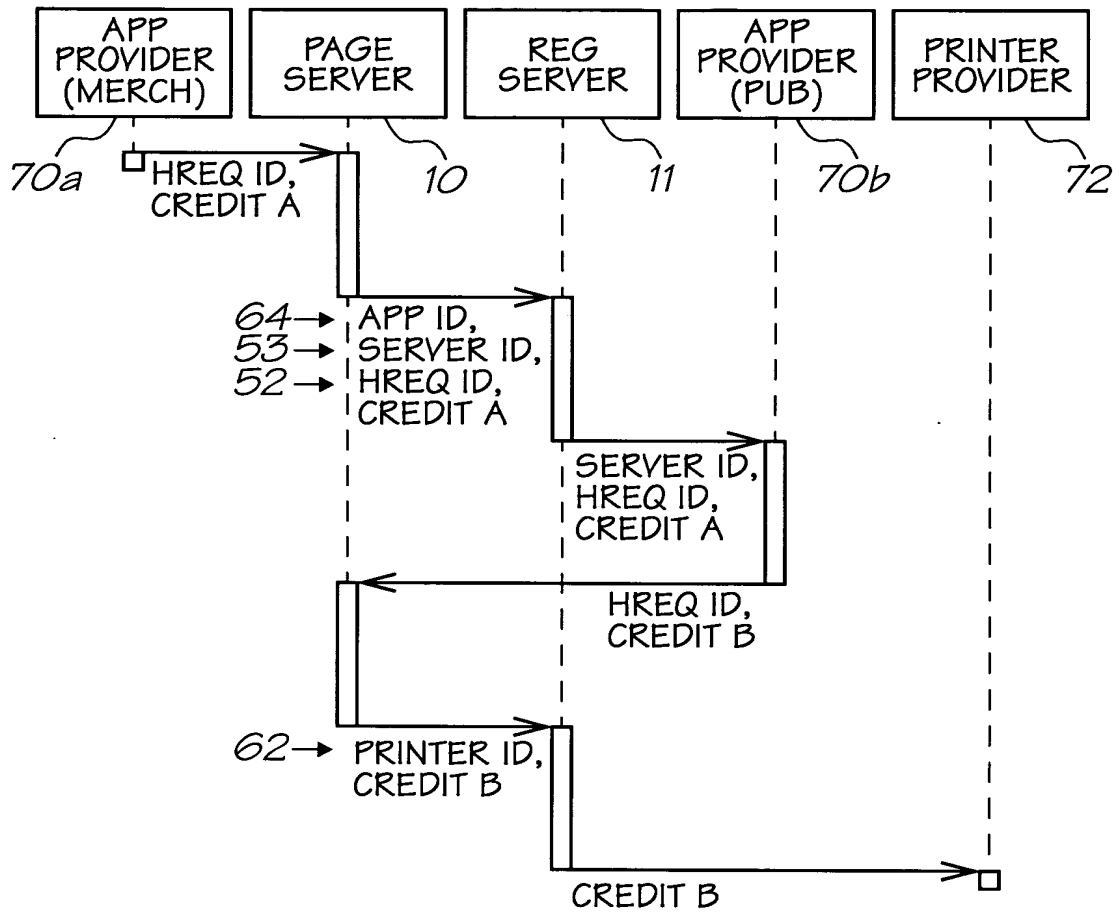 APP
PROVIDER
(MERCH)
PAGE
SERVER
REG
SERVER
APP
PROVIDER
(PUB)
PRINTER
PROVIDER
70a
10
11
70b
72
HREQ ID,
CREDIT A
64
APP ID,
53
SERVER ID,
52
HREQ ID,
CREDIT A
SERVER ID,
HREQ ID,
CREDIT A
HREQ ID,
CREDIT B
62
PRINTER ID,
CREDIT B
CREDIT B